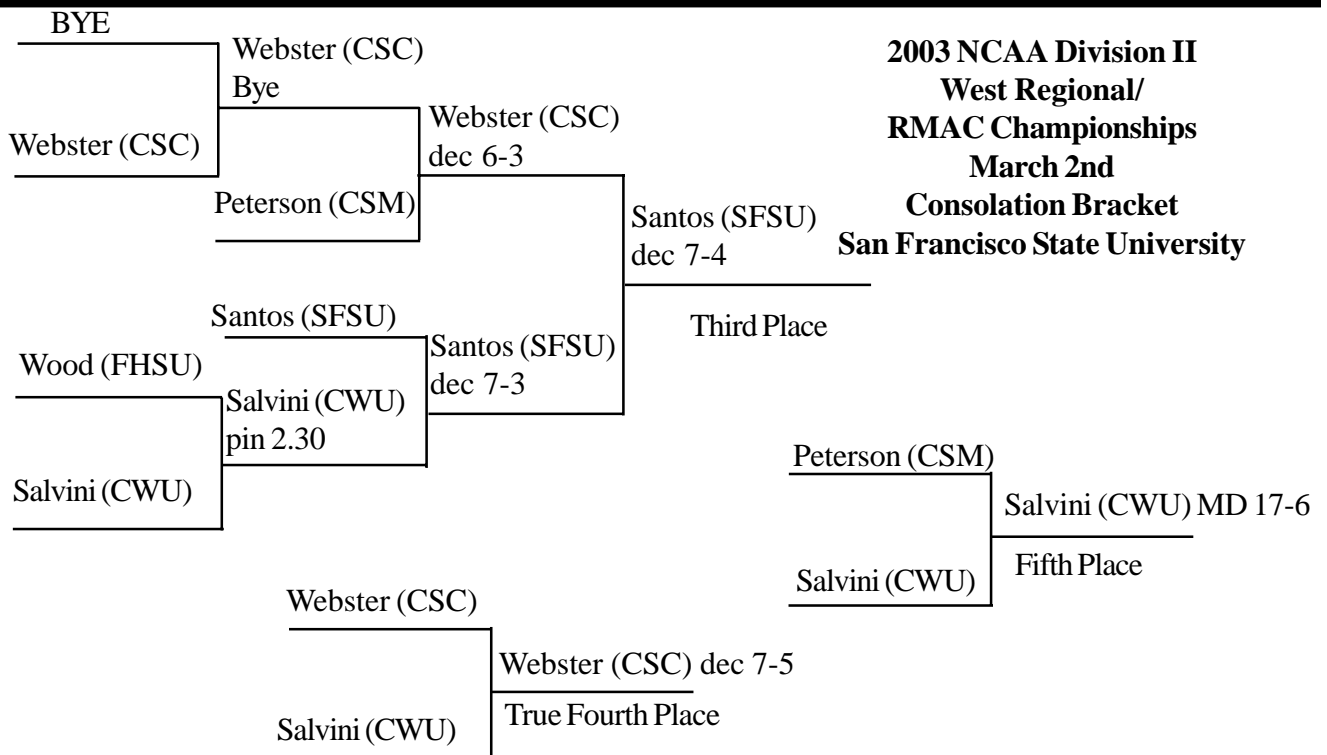 BYE
Webster (CSC)
Webster (CSC)
Bye
Peterson (CSM)
Webster (CSC)
dec 6-3
Santos (SFSU)
Wood (FHSU)
Salvini (CWU)
Salvini (CWU)
pin 2.30
Santos (SFSU)
dec 7-3
Santos (SFSU)
dec 7-4
Third Place
2003 NCAA Division II
West Regional/
RMAC Championships
March 2nd
Consolation Bracket
San Francisco State University
Peterson (CSM)
Salvini (CWU)
Salvini (CWU) MD 17-6
Fifth Place
Webster (CSC)
Salvini (CWU)
Webster (CSC) dec 7-5
True Fourth Place